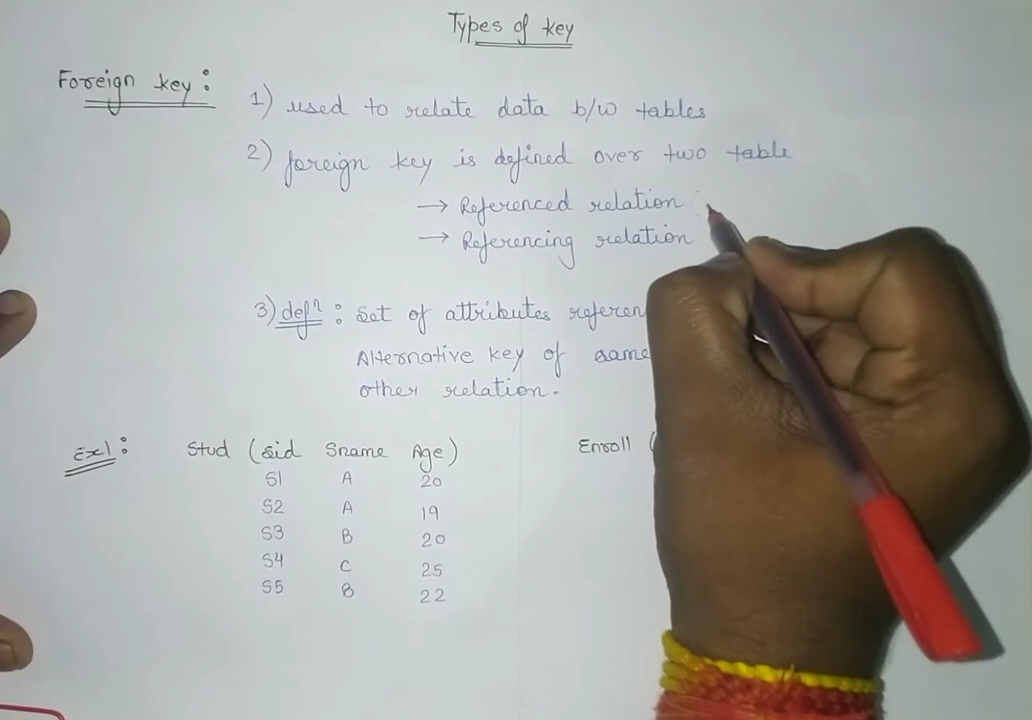 Types of key
Foreign key:
1) used to relate data b/w tables
2) foreign key is defined over two table
→ Referenced relation
→ Referencing relation
3) defn: Set of attributes referen
Alternative key of same
other relation.
Ex1: Stud (Sid Sname Age) Enroll (
S1 A 20
S2 A 19
S3 B 20
S4 C 25
S5 B 22